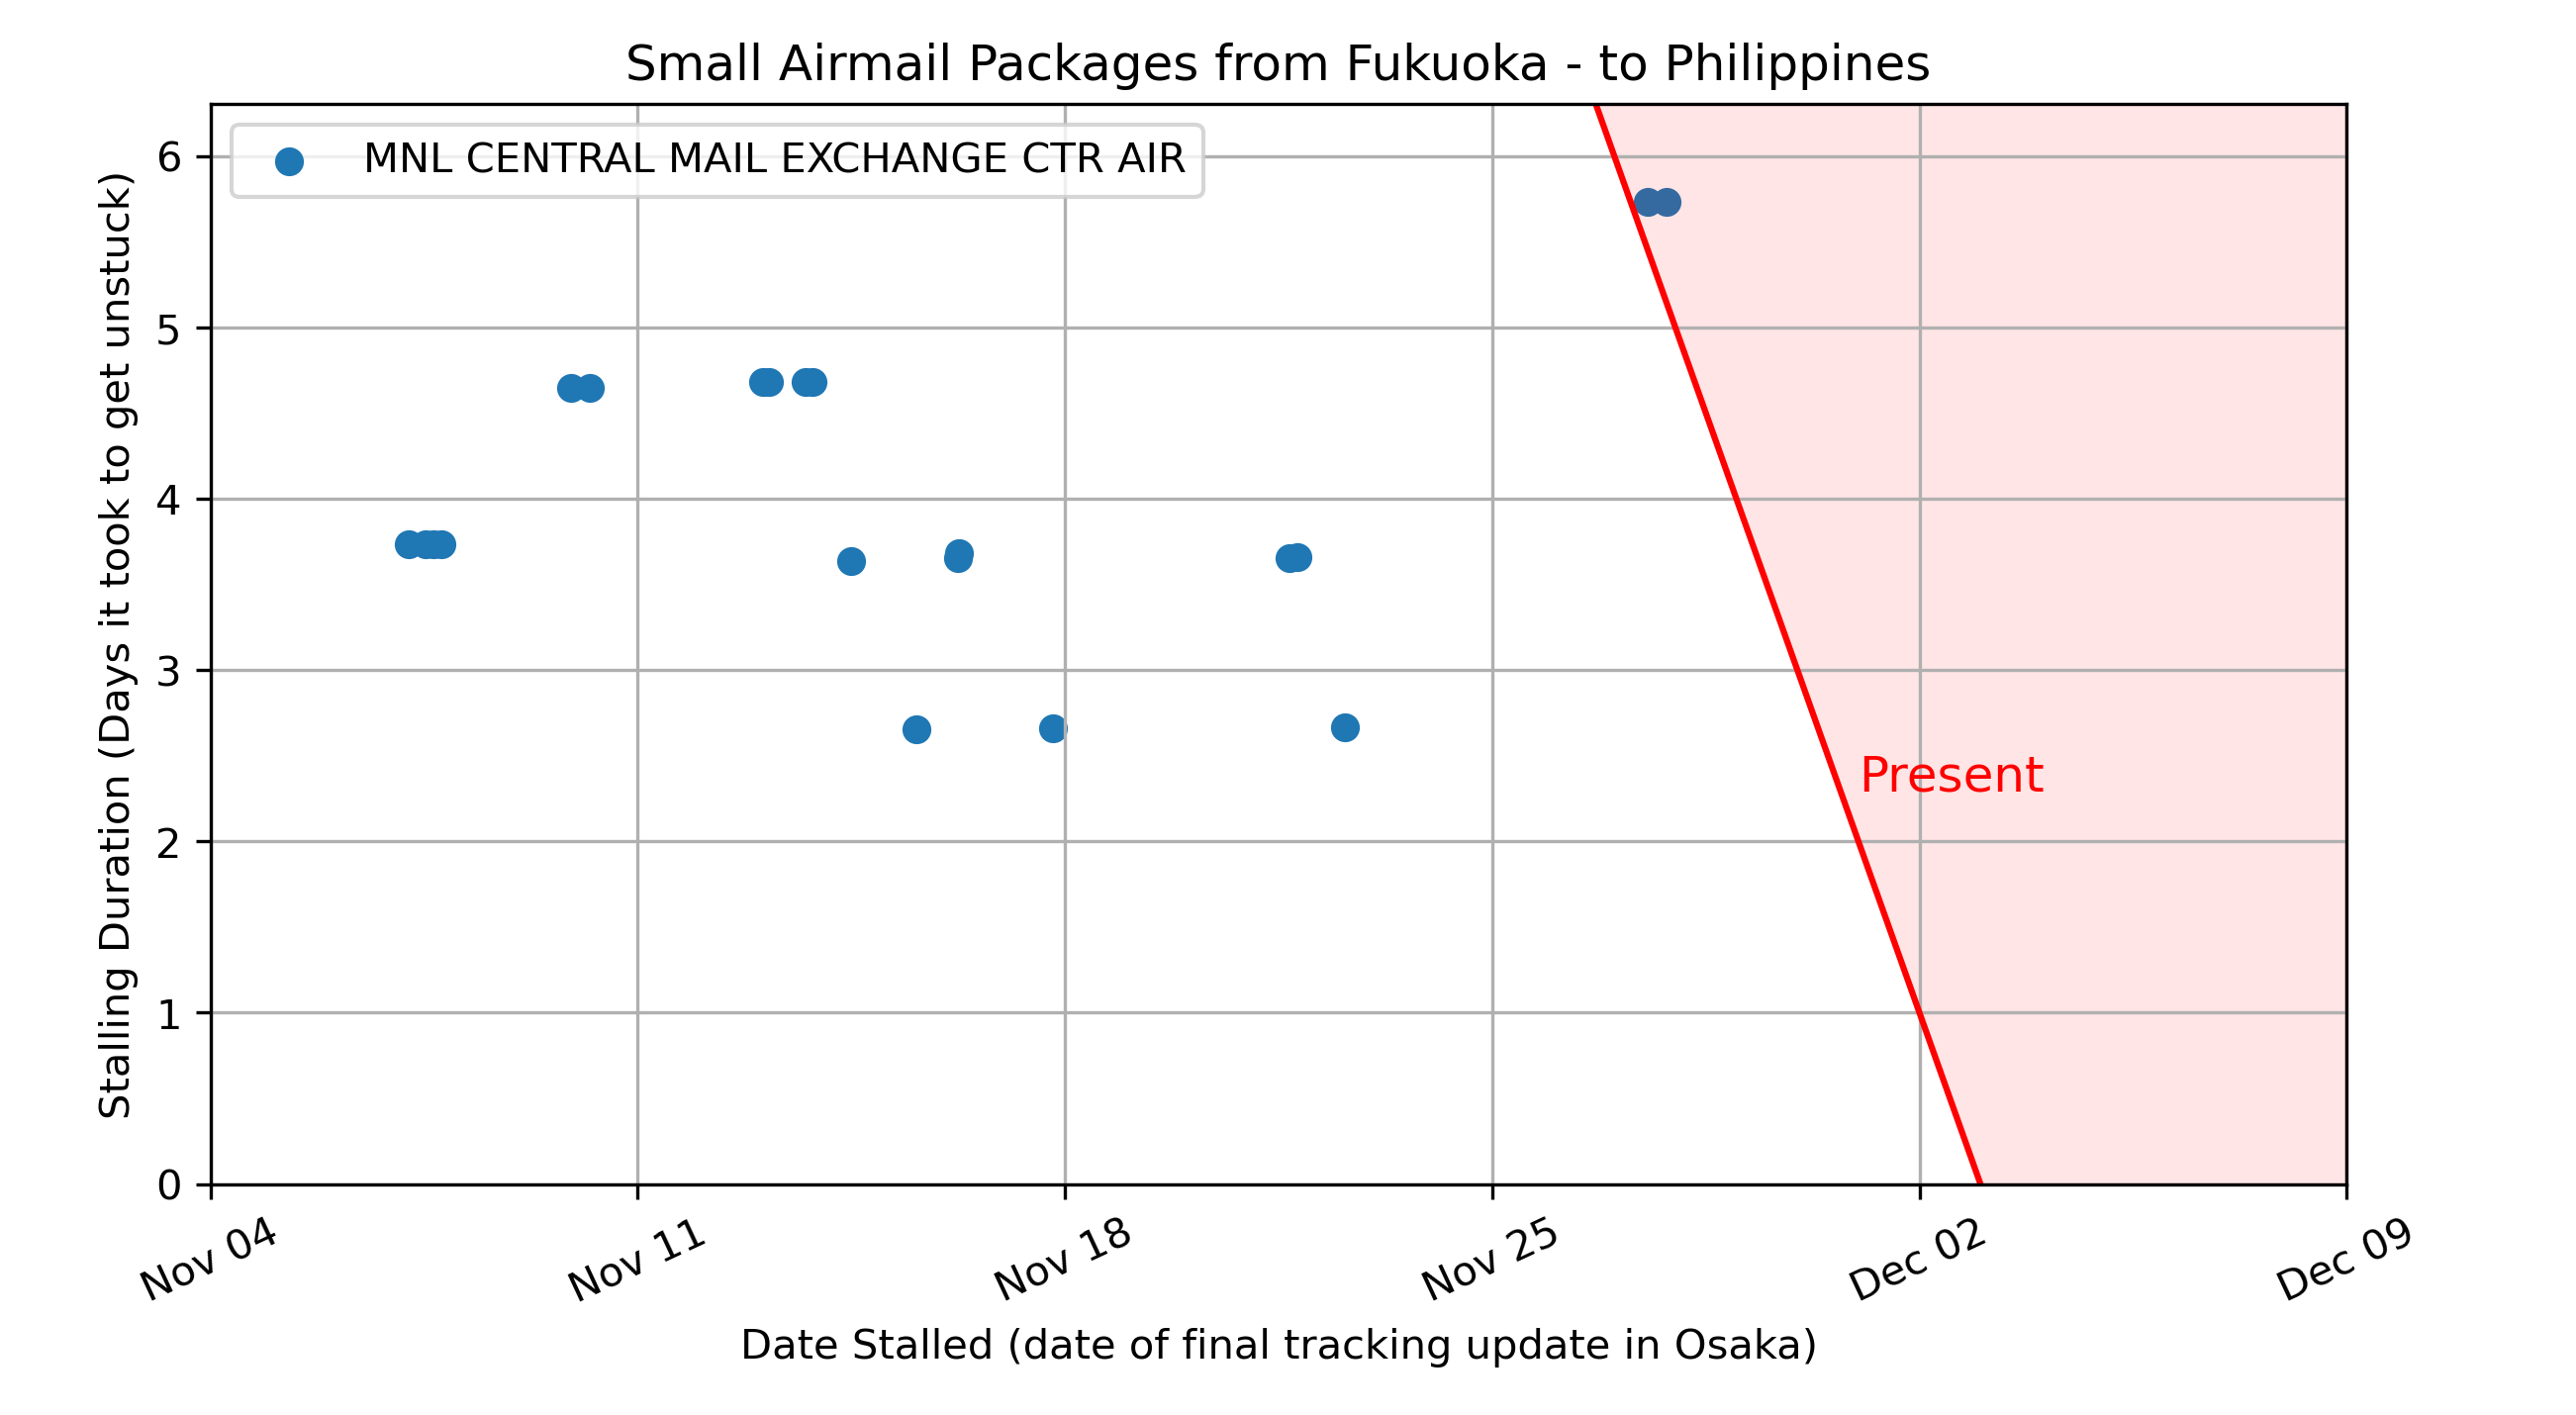 Small Airmail Packages from Fukuoka - to Philippines
MNL CENTRAL MAIL EXCHANGE CTR AIR
Stalling Duration (Days it took to get unstuck)
6
5
4
3
2
1
0
Present
Nov 04
Nov 11
Nov 18
Nov 25
Dec 02
Dec 09
Date Stalled (date of final tracking update in Osaka)